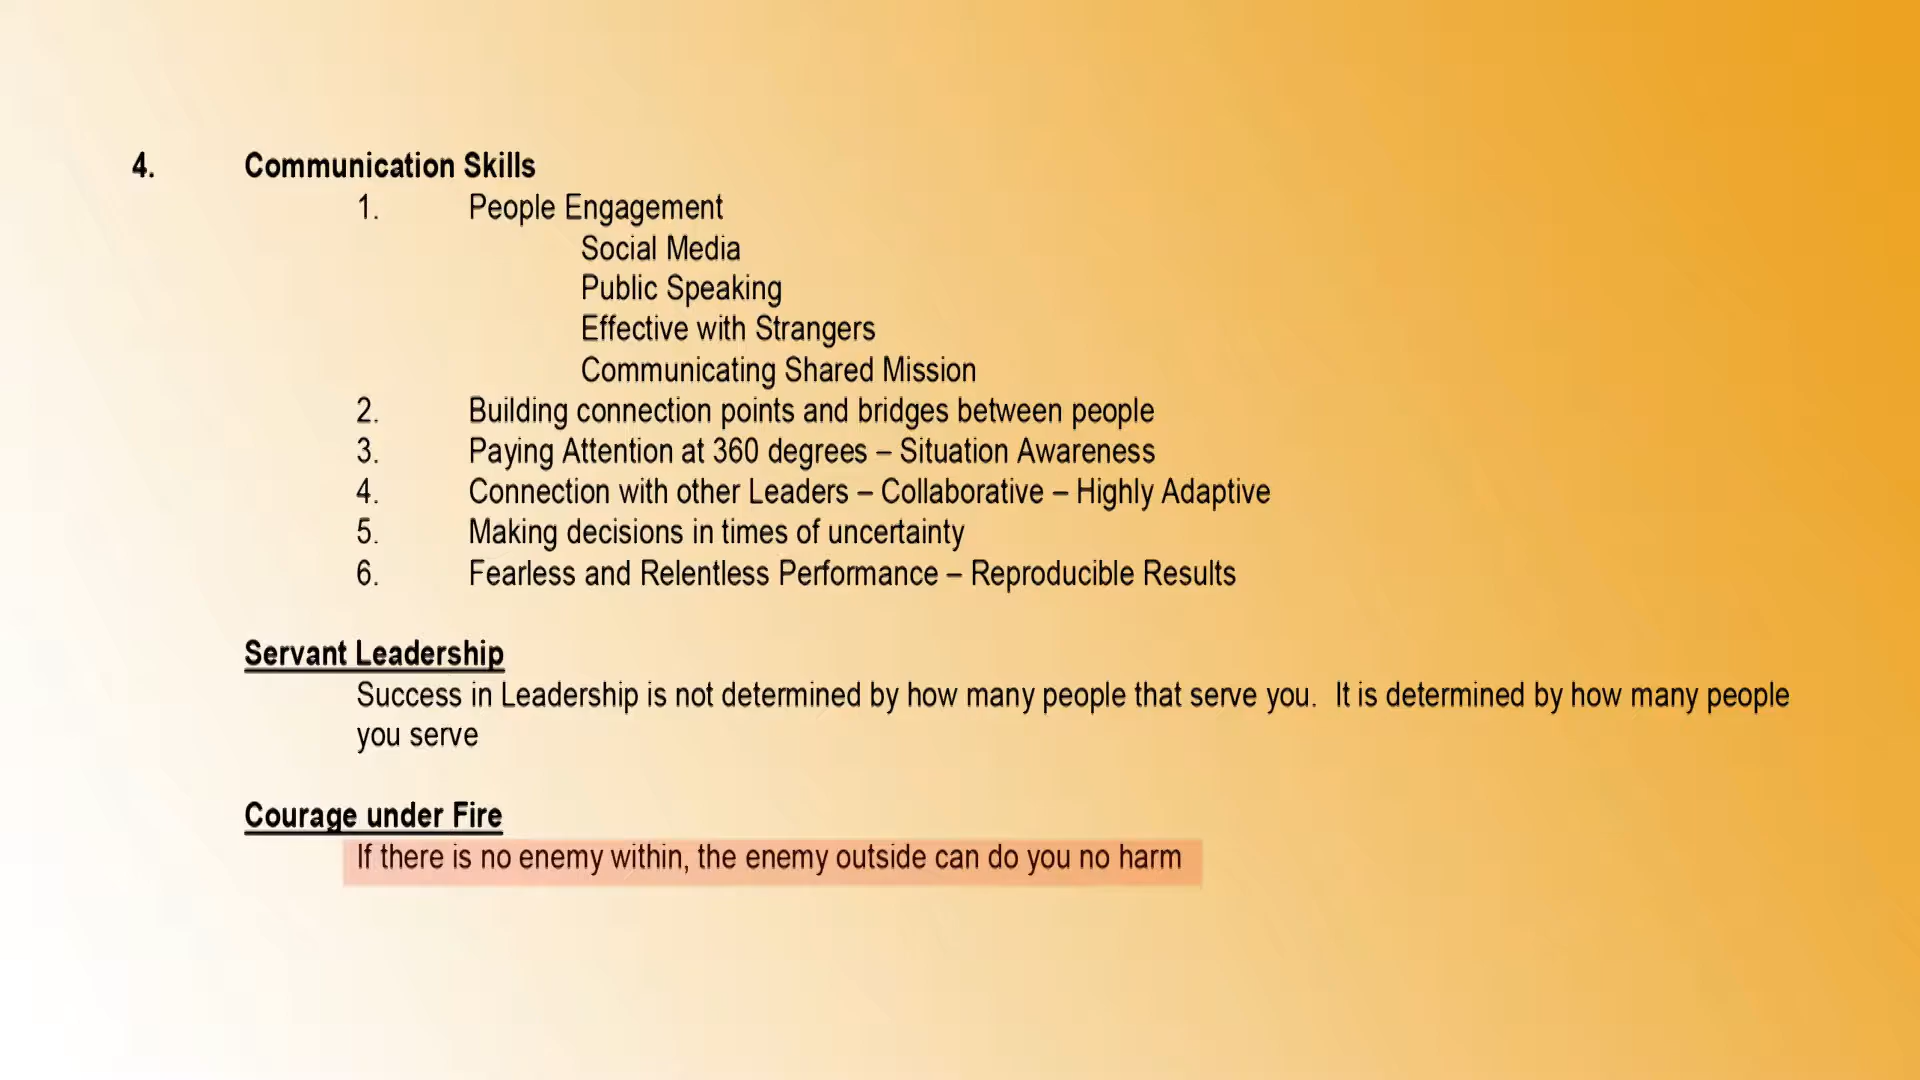 4. Communication Skills
1. People Engagement
Social Media
Public Speaking
Effective with Strangers
Communicating Shared Mission
2. Building connection points and bridges between people
3. Paying Attention at 360 degrees – Situation Awareness
4. Connection with other Leaders – Collaborative – Highly Adaptive
5. Making decisions in times of uncertainty
6. Fearless and Relentless Performance – Reproducible Results
Servant Leadership
Success in Leadership is not determined by how many people that serve you.  It is determined by how many people
you serve
Courage under Fire
If there is no enemy within, the enemy outside can do you no harm